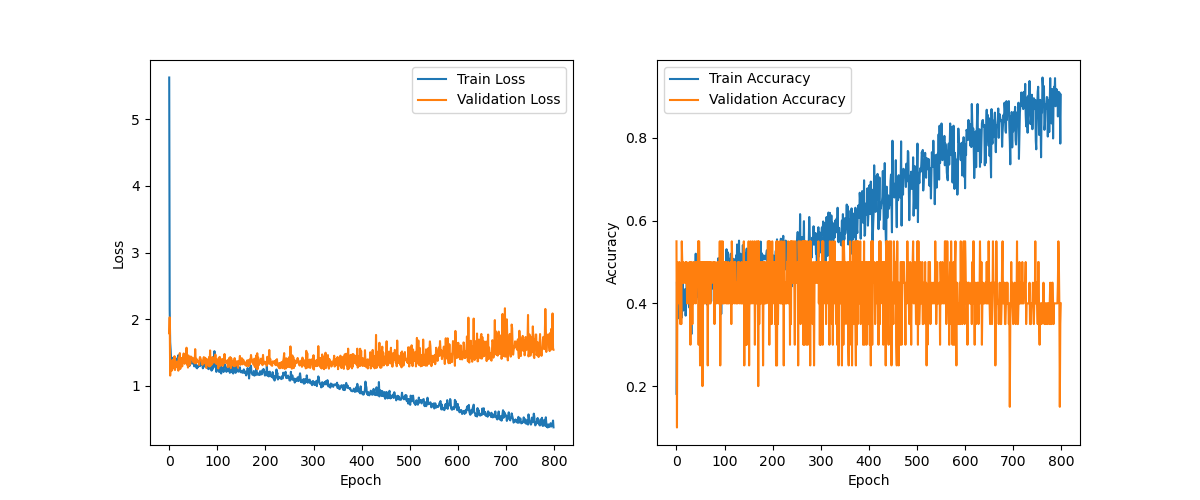 Train Loss
Validation Loss
5
4
3
2
1
0 100 200 300 400 500 600 700 800
Epoch
Loss
Train Accuracy
Validation Accuracy
0.8
0.6
0.4
0.2
0 100 200 300 400 500 600 700 800
Epoch
Accuracy